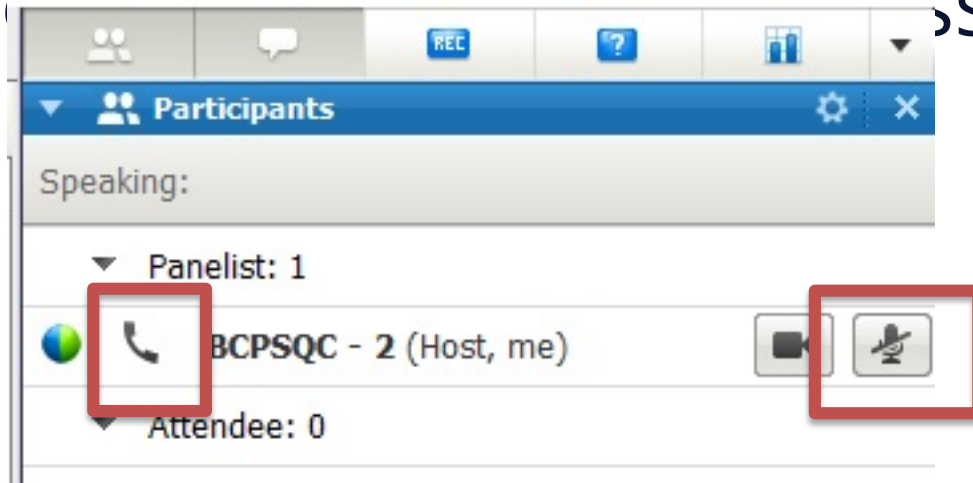 REC ?
Participants
Speaking:
Panelist: 1
BCPSQC - 2 (Host, me)
Attendee: 0